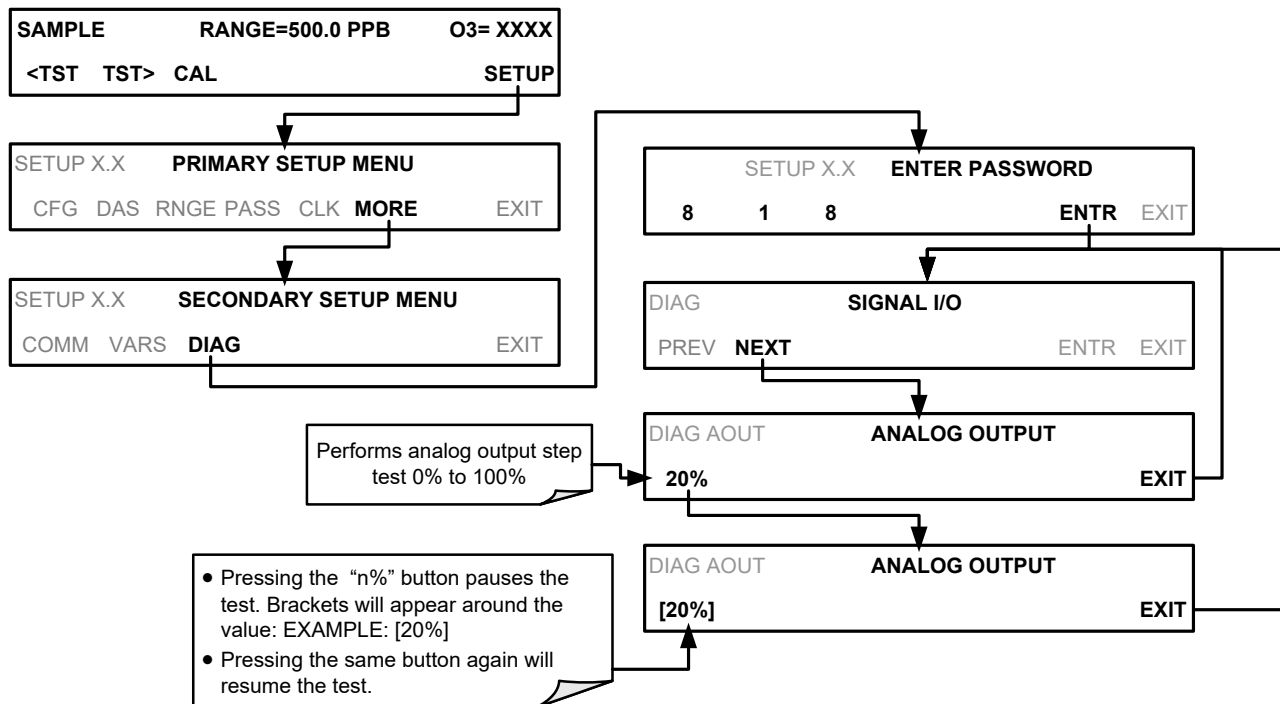 SAMPLE RANGE=500.0 PPB O3= XXXX
<TST TST> CAL SETUP
SETUP X.X PRIMARY SETUP MENU
CFG DAS RNGE PASS CLK MORE EXIT
SETUP X.X SECONDARY SETUP MENU
COMM VARS DIAG EXIT
SETUP X.X ENTER PASSWORD
8 1 8 ENTR EXIT
DIAG SIGNAL I/O
PREV NEXT ENTR EXIT
Performs analog output step
test 0% to 100%
DIAG AOUT ANALOG OUTPUT
20% EXIT
• Pressing the “n%” button pauses the
test. Brackets will appear around the
value: EXAMPLE: [20%]
• Pressing the same button again will
resume the test.
DIAG AOUT ANALOG OUTPUT
[20%] EXIT